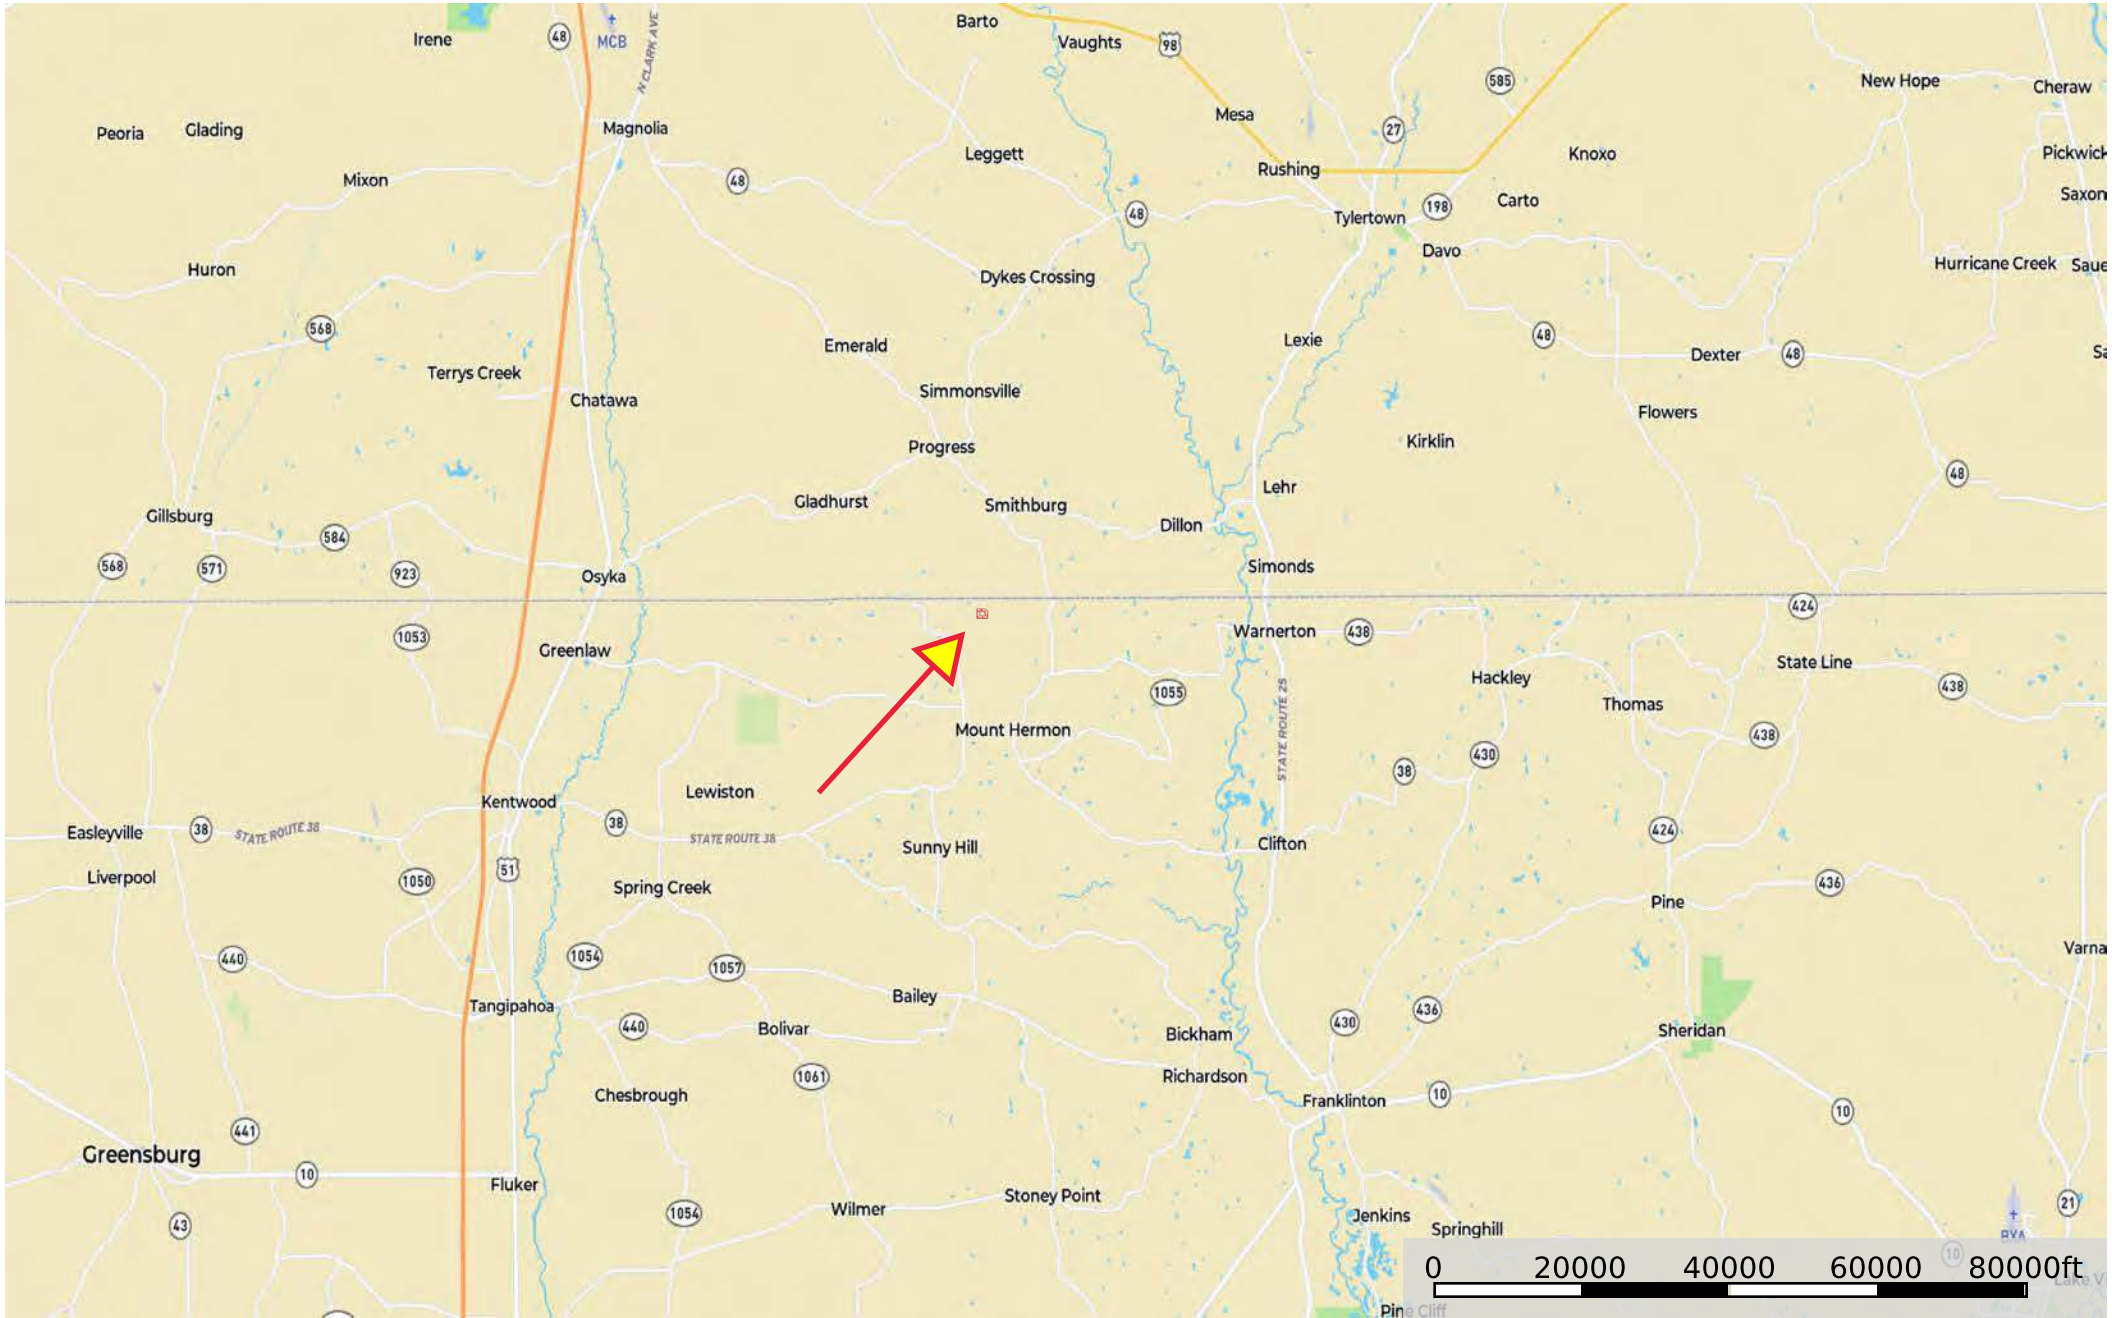 Barto
Irene
48
MCB
N CLARK AVE
Vaughts
98
585
New Hope
Cheraw
Peoria
Glading
Magnolia
Mesa
27
Leggett
Knoxo
Pickwick
Mixon
48
Rushing
Saxon
48
Tylertown
198
Carto
Davo
Huron
Dykes Crossing
Hurricane Creek
Saue
568
Emerald
Lexie
48
Dexter
48
Sa
Terrys Creek
Chatawa
Simmonsville
Flowers
Progress
Kirklin
48
Gillsburg
Gladhurst
Smithburg
Lehr
Dillon
584
568
571
923
Osyka
Simonds
424
1053
Greenlaw
Warnerton
438
State Line
Hackley
438
1055
Thomas
STATE ROUTE 25
Mount Hermon
438
430
38
Lewiston
Kentwood
38
Easleyville
38
STATE ROUTE 38
STATE ROUTE 38
424
Sunny Hill
Clifton
Liverpool
1050
51
Spring Creek
436
Pine
440
1054
1057
Varna
Tangipahoa
Bailey
440
Bolivar
430
436
Bickham
Sheridan
1061
Richardson
Chesbrough
Franklinton
10
10
441
Greensburg
10
Fluker
Stoney Point
21
43
1054
Wilmer
Jenkins
Springhill
BXA
10
0 20000 40000 60000 80000ft
Lake V
Pine Cliff